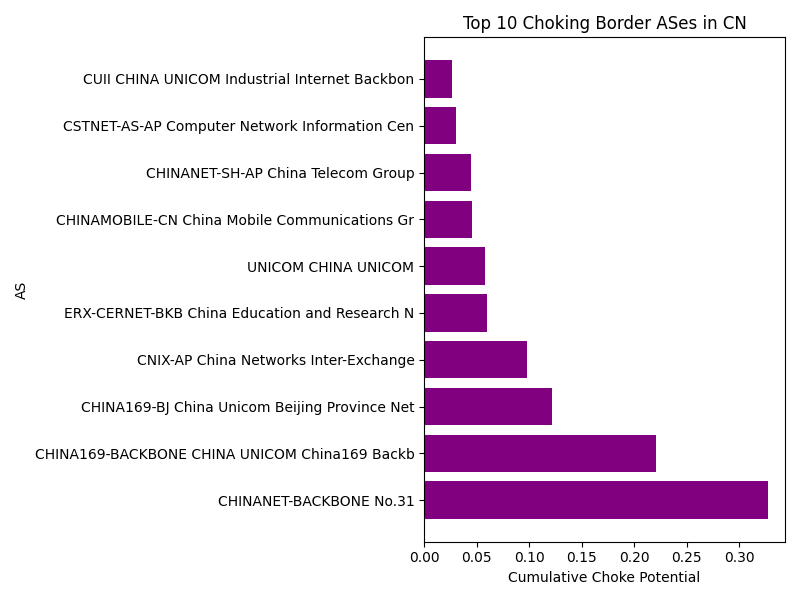 Top 10 Choking Border ASes in CN
AS
CUII CHINA UNICOM Industrial Internet Backbon
CSTNET-AS-AP Computer Network Information Cen
CHINANET-SH-AP China Telecom Group
CHINAMOBILE-CN China Mobile Communications Gr
UNICOM CHINA UNICOM
ERX-CERNET-BKB China Education and Research N
CNIX-AP China Networks Inter-Exchange
CHINA169-BJ China Unicom Beijing Province Net
CHINA169-BACKBONE CHINA UNICOM China169 Backb
CHINANET-BACKBONE No.31
0.00 0.05 0.10 0.15 0.20 0.25 0.30
Cumulative Choke Potential